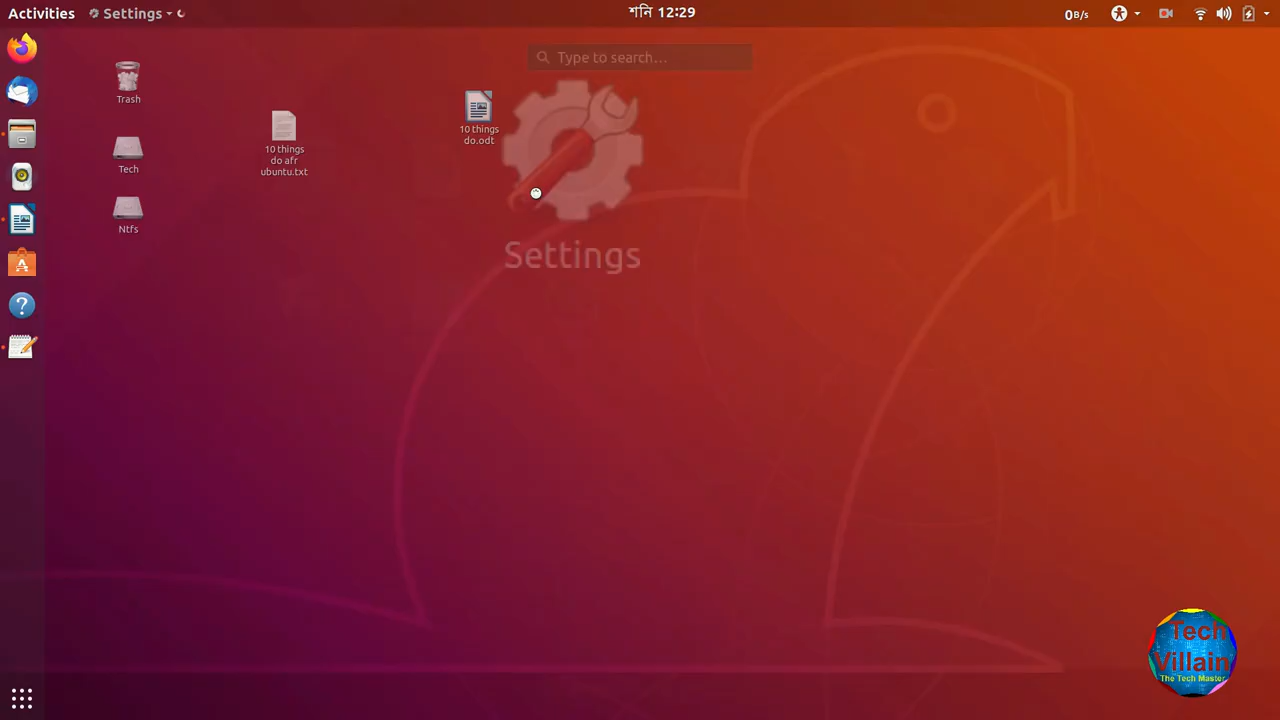 Activities
Settings
শনি 12:29
0B/s
Type to search...
Trash
Tech
Ntfs
10 things
do afr
ubuntu.txt
10 things
do.odt
Settings
Tech
Villain
The Tech Master